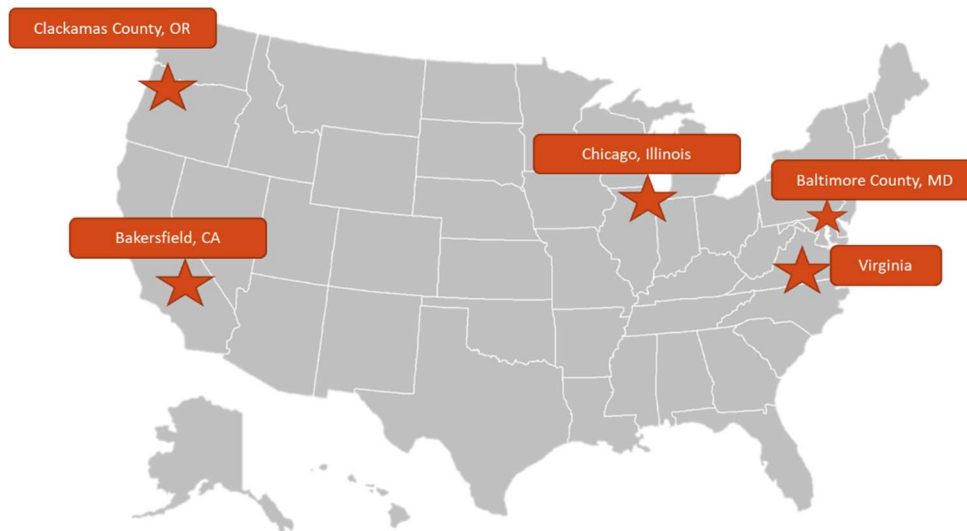 Clackamas County, OR
Chicago, Illinois
Baltimore County, MD
Bakersfield, CA
Virginia